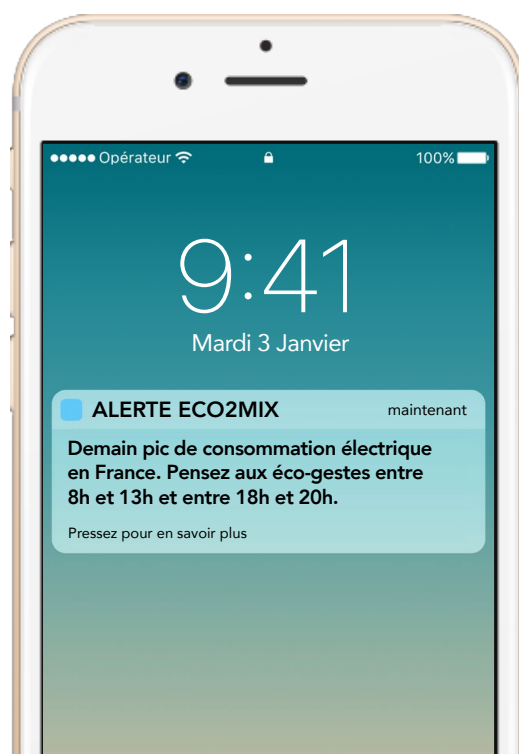 Opérateur 100%
9:41
Mardi 3 Janvier
ALERTE ECO2MIX maintenant
Demain pic de consommation électrique
en France. Pensez aux éco-gestes entre
8h et 13h et entre 18h et 20h.
Pressez pour en savoir plus